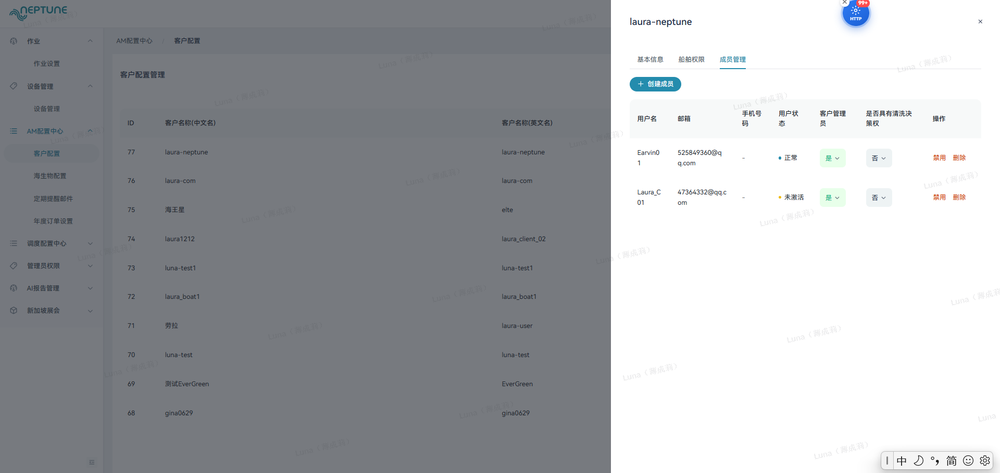 NEPTUNE
作业
作业设置
设备管理
设备管理
AM配置中心
客户配置
海生物配置
定期提醒邮件
年度订单设置
调度配置中心
管理员权限
AI报告管理
新加坡展会
AM配置中心 / 客户配置
客户配置管理
ID 客户名称(中文名) 客户名称(英文名)
77 laura-neptune laura-neptune
76 laura-com laura-com
75 海王星 elte
74 laura1212 laura_client_02
73 luna-test1 luna-test1
72 laura_boat1 laura_boat1
71 劳拉 laura-user
70 luna-test luna-test
69 测试EverGreen EverGreen
68 gina0629 gina0629
laura-neptune
99+
HTTP
基本信息 船舶权限 成员管理
创建成员
用户名 邮箱 手机号码 用户状态 客户管理员 是否具有清洗决策权 操作
Earvin01 525849360@qq.com - 正常 是 否 禁用 删除
Laura_C01 47364332@qq.com - 未激活 是 否 禁用 删除
Luna（薄成莉）
中 简